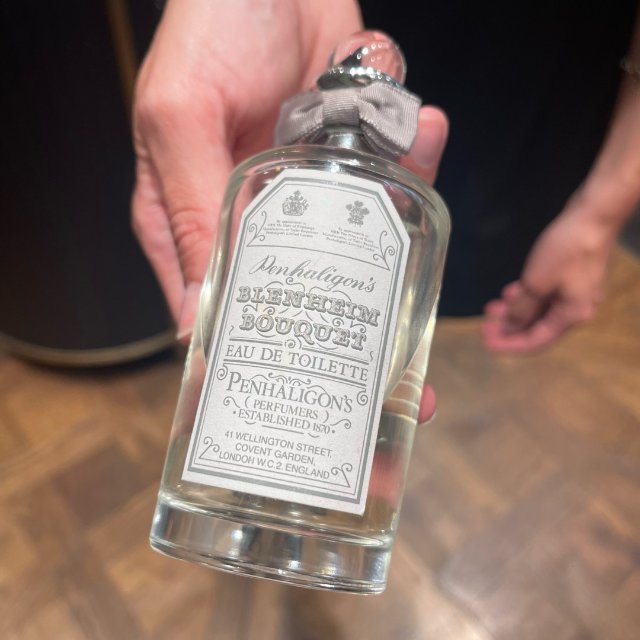 Penhaligon's
BLENHEIM
BOUQUET
EAU DE TOILETTE
PENHALIGON'S
(PERFUMERS)
·ESTABLISHED 1870·
41 WELLINGTON STREET,
COVENT GARDEN,
LONDON W.C.2. ENGLAND